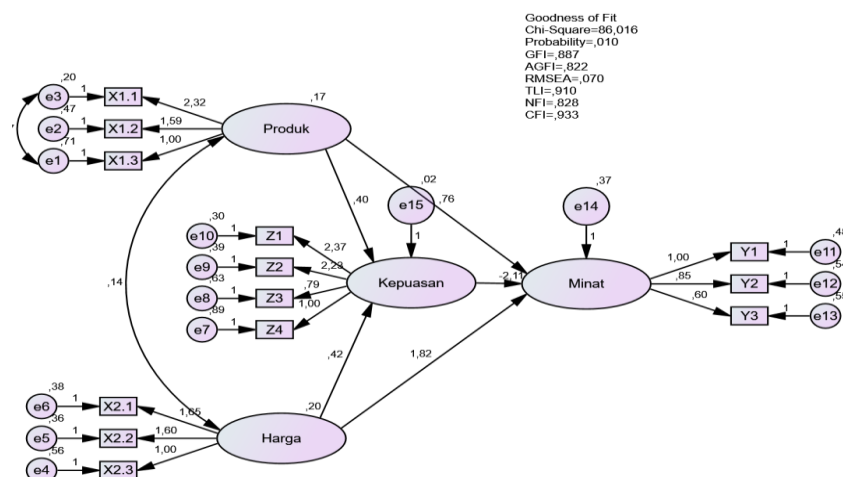 Goodness of Fit
Chi-Square=86,016
Probability=,010
GFI=,887
AGFI=,822
RMSEA=,070
TLI=,910
NFI=,828
CFI=,933
,20
e3 1 X1.1
2,32
,17
,47
e2 1 X1.2
1,59
Produk
,71
e1 1 X1.3
1,00
,02
,76
,37
,40
e15
e14
,30
e10 1 Z1
1
1
,39
2,37
e9 1 Z2
2,23
Y1 1 e11
1,00
,63
e8 1 Z3
,79
Kepuasan
-2,11
Minat
,85
Y2 1 e12
,14
,89
e7 1 Z4
1,00
,60
Y3 1 e13
,42
1,82
,38
e6 1 X2.1
1,65
,20
,36
e5 1 X2.2
1,60
Harga
,56
e4 1 X2.3
1,00